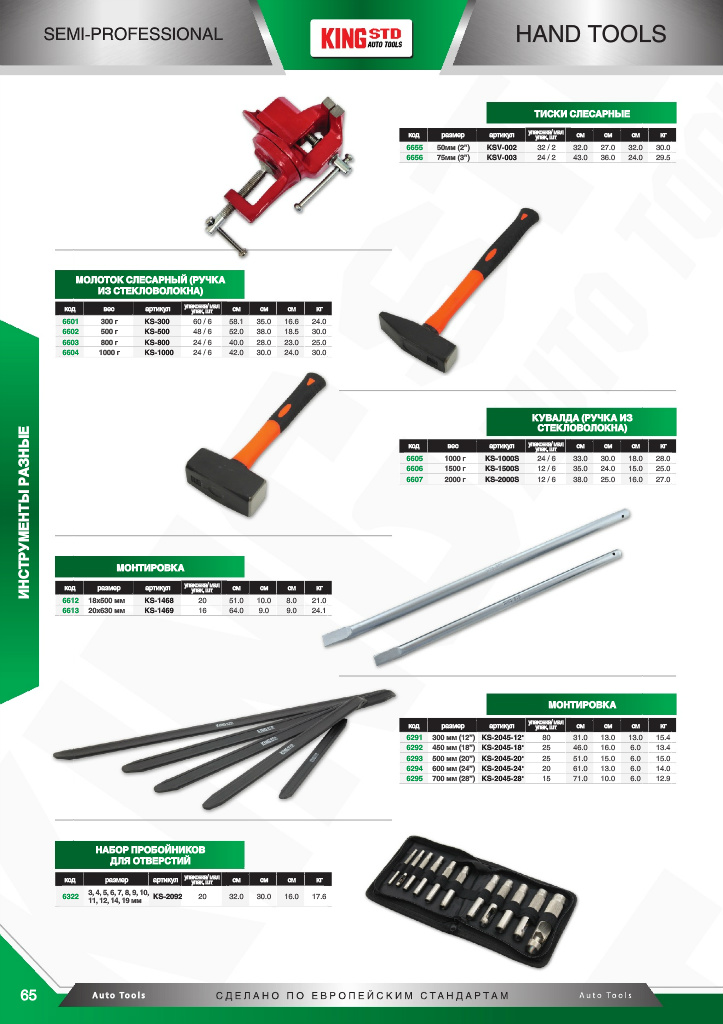 SEMI-PROFESSIONAL
KING STD
AUTO TOOLS
HAND TOOLS
ТИСКИ СЛЕСАРНЫЕ
код размер артикул упаковка/мал упак, шт см см см кг
6655 50мм (2") KSV-002 32 / 2 32.0 27.0 32.0 30.0
6656 75мм (3") KSV-003 24 / 2 43.0 36.0 24.0 29.5
МОЛОТОК СЛЕСАРНЫЙ (РУЧКА
ИЗ СТЕКЛОВОЛОКНА)
код вес артикул упаковка/мал упак, шт см см см кг
6601 300 г KS-300 60 / 6 58.1 35.0 16.6 24.0
6602 500 г KS-500 48 / 6 52.0 38.0 18.5 30.0
6603 800 г KS-800 24 / 6 40.0 28.0 23.0 25.0
6604 1000 г KS-1000 24 / 6 42.0 30.0 24.0 30.0
КУВАЛДА (РУЧКА ИЗ
СТЕКЛОВОЛОКНА)
код вес артикул упаковка/мал упак, шт см см см кг
6605 1000 г KS-1000S 24 / 6 33.0 30.0 18.0 28.0
6606 1500 г KS-1500S 12 / 6 35.0 24.0 15.0 25.0
6607 2000 г KS-2000S 12 / 6 38.0 25.0 16.0 27.0
ИНСТРУМЕНТЫ РАЗНЫЕ
МОНТИРОВКА
код размер артикул упаковка/мал упак, шт см см см кг
6612 18x500 мм KS-1468 20 51.0 10.0 8.0 21.0
6613 20x630 мм KS-1469 16 64.0 9.0 9.0 24.1
МОНТИРОВКА
код размер артикул упаковка/мал упак, шт см см см кг
6291 300 мм (12") KS-2045-12* 80 31.0 13.0 13.0 15.4
6292 450 мм (18") KS-2045-18* 25 46.0 16.0 6.0 13.4
6293 500 мм (20") KS-2045-20* 25 51.0 15.0 6.0 15.0
6294 600 мм (24") KS-2045-24* 20 61.0 13.0 6.0 14.0
6295 700 мм (28") KS-2045-28* 15 71.0 10.0 6.0 12.9
НАБОР ПРОБОЙНИКОВ
ДЛЯ ОТВЕРСТИЙ
код размер артикул упаковка/мал упак, шт см см см кг
6322 3, 4, 5, 6, 7, 8, 9, 10, 11, 12, 14, 19 мм KS-2092 20 32.0 30.0 16.0 17.6
65
Auto Tools
СДЕЛАНО ПО ЕВРОПЕЙСКИМ СТАНДАРТАМ
Auto Tools